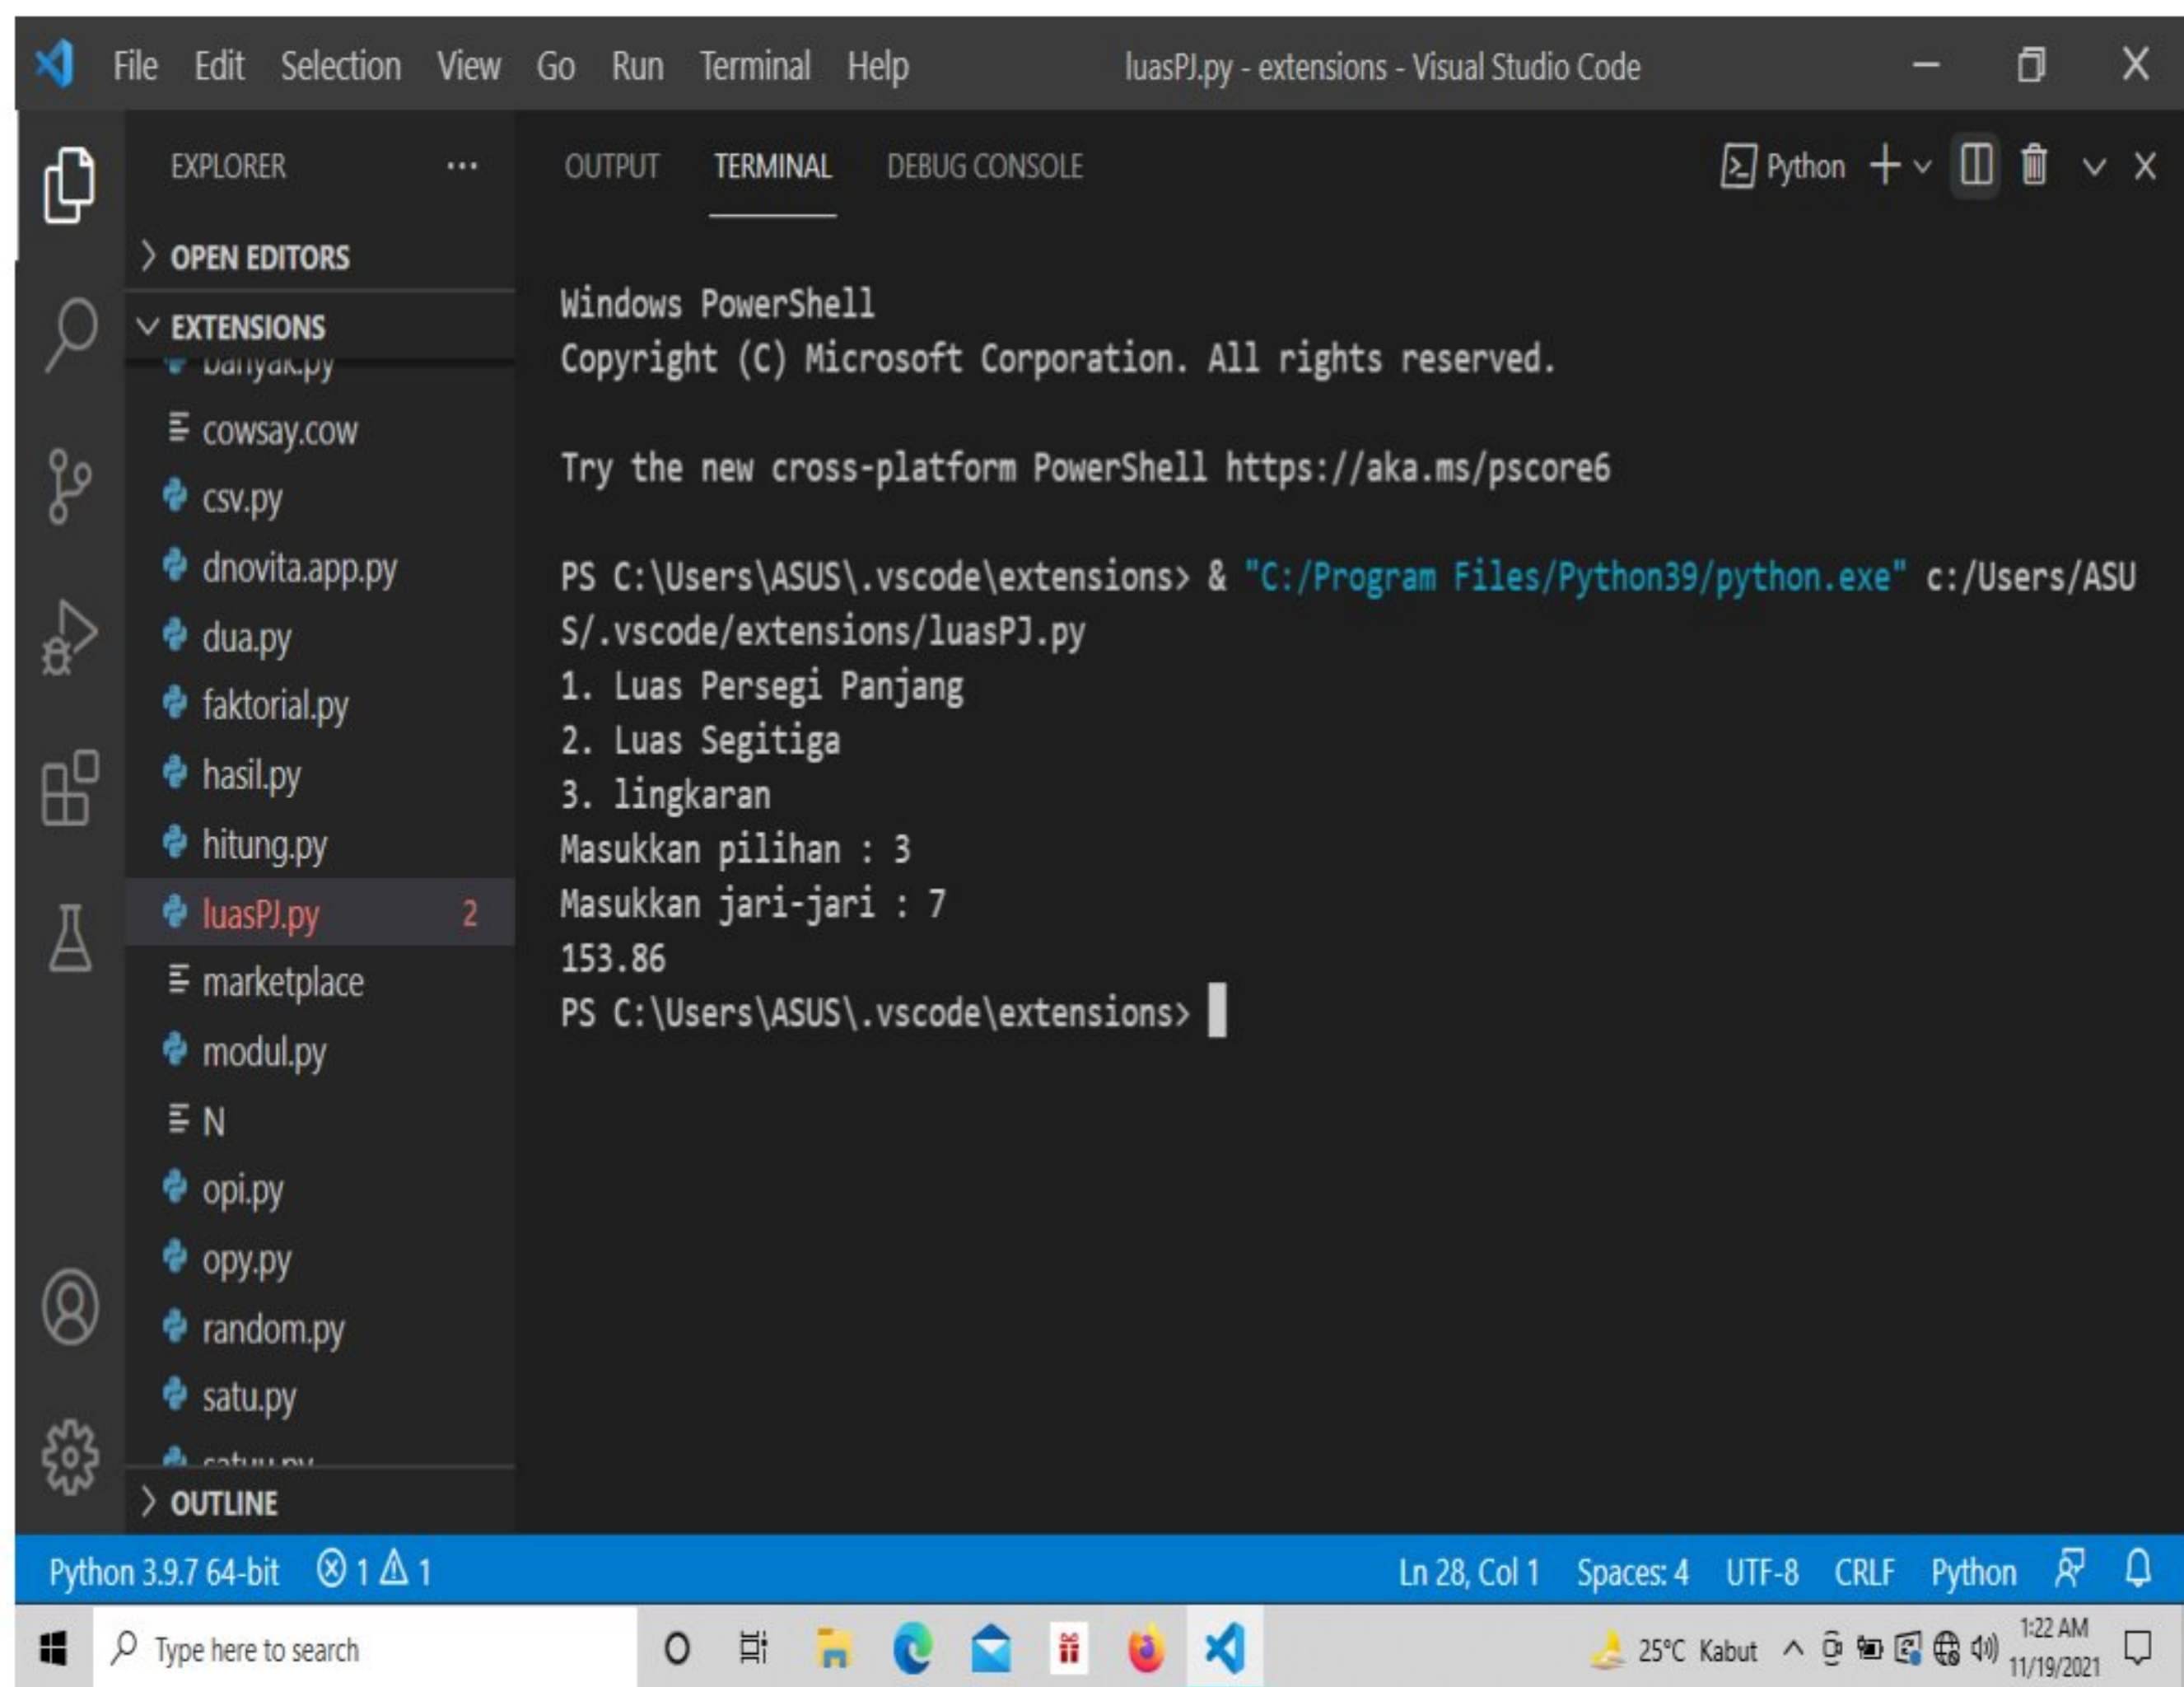 File Edit Selection View Go Run Terminal Help luasPJ.py - extensions - Visual Studio Code
EXPLORER ...
OPEN EDITORS
EXTENSIONS
banyak.py
cowsay.cow
csv.py
dnovita.app.py
dua.py
faktorial.py
hasil.py
hitung.py
luasPJ.py 2
marketplace
modul.py
N
opi.py
opy.py
random.py
satu.py
satuu.py
OUTLINE
OUTPUT TERMINAL DEBUG CONSOLE Python
Windows PowerShell
Copyright (C) Microsoft Corporation. All rights reserved.
Try the new cross-platform PowerShell https://aka.ms/pscore6
PS C:\Users\ASUS\.vscode\extensions> & "C:/Program Files/Python39/python.exe" c:/Users/ASU
S/.vscode/extensions/luasPJ.py
1. Luas Persegi Panjang
2. Luas Segitiga
3. lingkaran
Masukkan pilihan : 3
Masukkan jari-jari : 7
153.86
PS C:\Users\ASUS\.vscode\extensions>
Python 3.9.7 64-bit 1 1 Ln 28, Col 1 Spaces: 4 UTF-8 CRLF Python
Type here to search 25°C Kabut 1:22 AM
11/19/2021